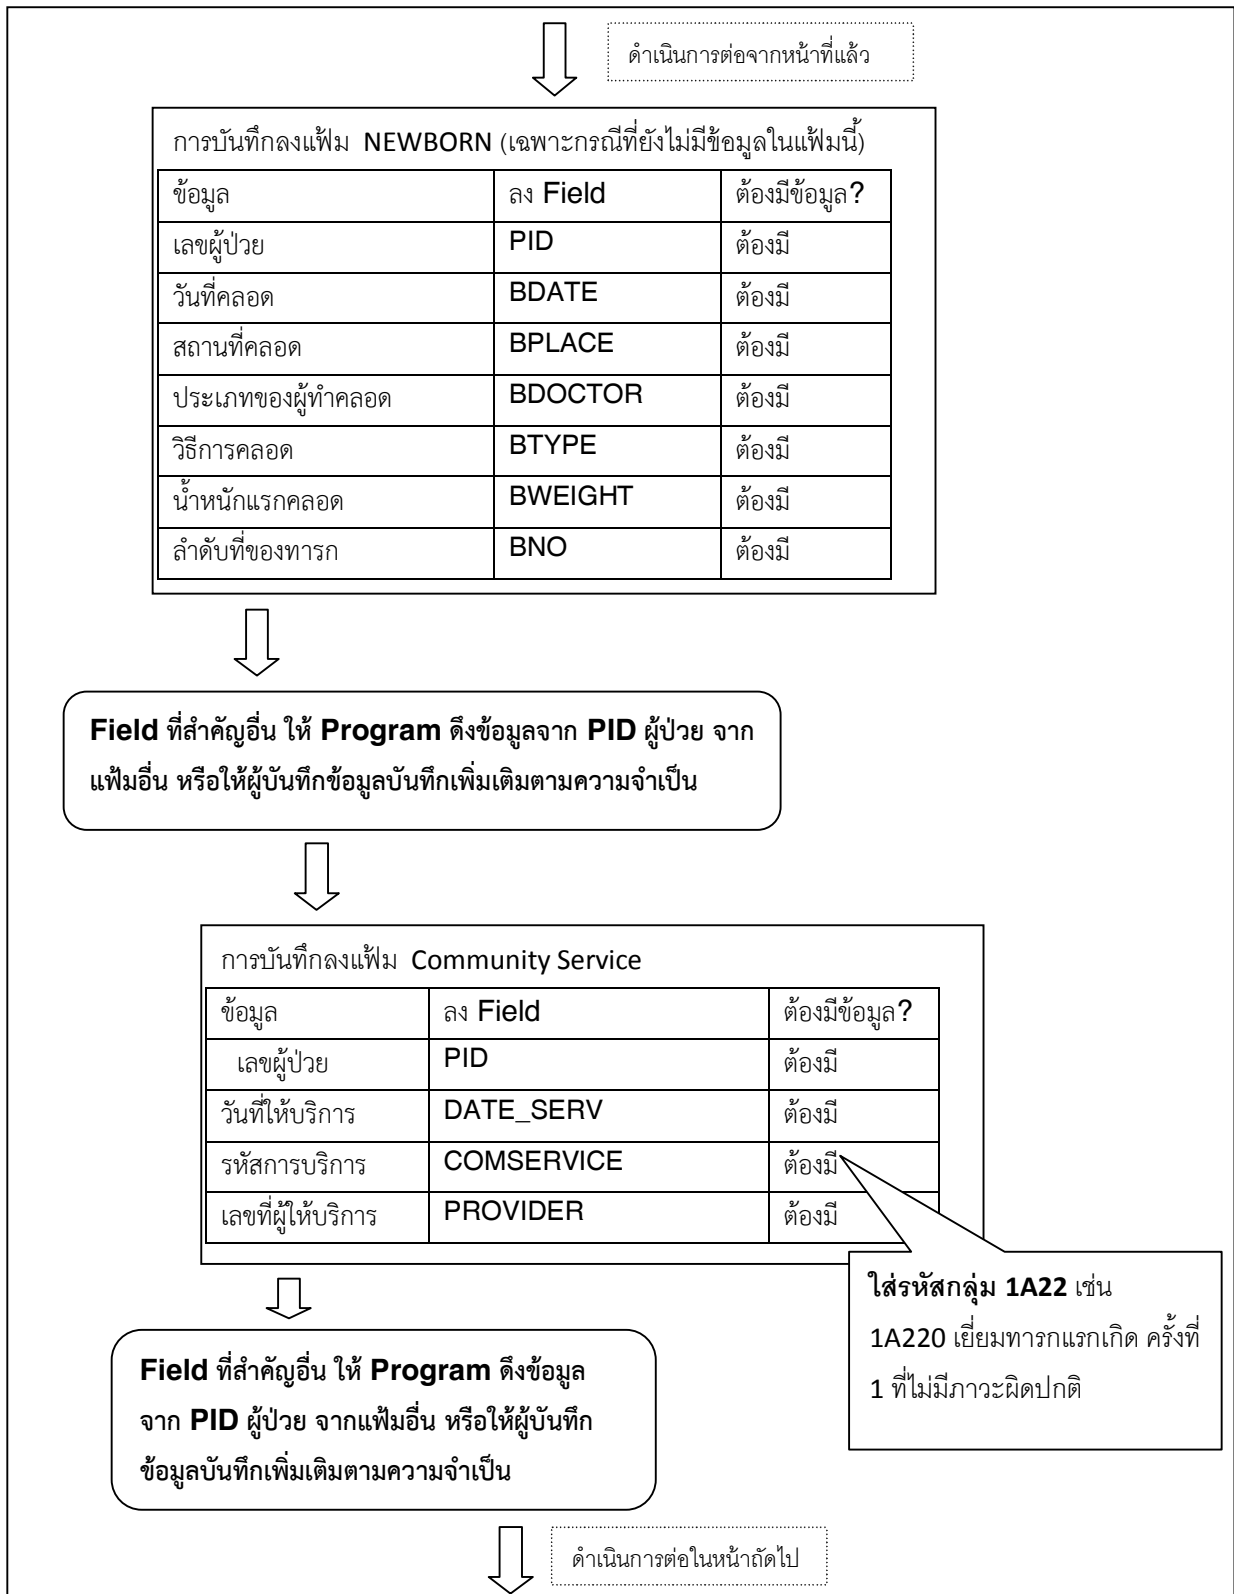 ดำเนินการต่อจากหน้าที่แล้ว
การบันทึกลงแฟ้ม NEWBORN (เฉพาะกรณีที่ยังไม่มีข้อมูลในแฟ้มนี้)
ข้อมูล ลง Field ต้องมีข้อมูล?
เลขผู้ป่วย PID ต้องมี
วันที่คลอด BDATE ต้องมี
สถานที่คลอด BPLACE ต้องมี
ประเภทของผู้ทำคลอด BDOCTOR ต้องมี
วิธีการคลอด BTYPE ต้องมี
น้ำหนักแรกคลอด BWEIGHT ต้องมี
ลำดับที่ของทารก BNO ต้องมี
Field ที่สำคัญอื่น ให้ Program ดึงข้อมูลจาก PID ผู้ป่วย จาก
แฟ้มอื่น หรือให้ผู้บันทึกข้อมูลบันทึกเพิ่มเติมตามความจำเป็น
การบันทึกลงแฟ้ม Community Service
ข้อมูล ลง Field ต้องมีข้อมูล?
เลขผู้ป่วย PID ต้องมี
วันที่ให้บริการ DATE_SERV ต้องมี
รหัสการบริการ COMSERVICE ต้องมี
เลขที่ผู้ให้บริการ PROVIDER ต้องมี
ใส่รหัสกลุ่ม 1A22 เช่น
1A220 เยี่ยมทารกแรกเกิด ครั้งที่
1 ที่ไม่มีภาวะผิดปกติ
Field ที่สำคัญอื่น ให้ Program ดึงข้อมูล
จาก PID ผู้ป่วย จากแฟ้มอื่น หรือให้ผู้บันทึก
ข้อมูลบันทึกเพิ่มเติมตามความจำเป็น
ดำเนินการต่อในหน้าถัดไป